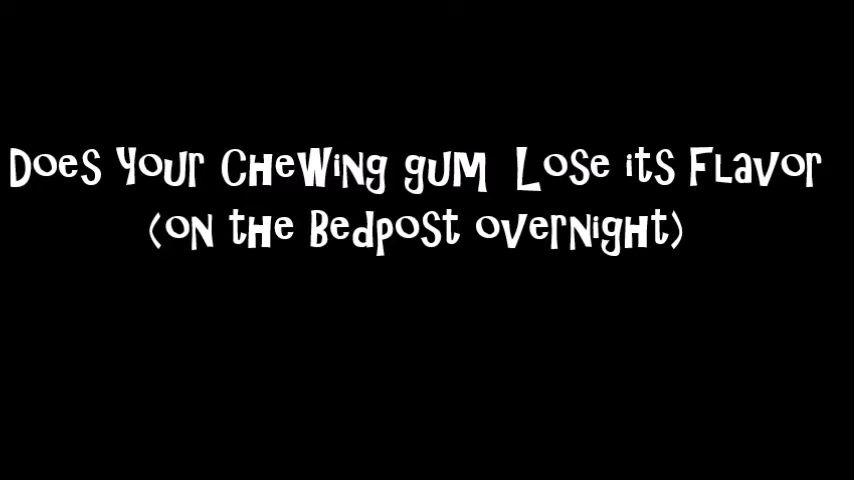 Does Your Chewing gum Lose its Flavor
(on the Bedpost overnight)